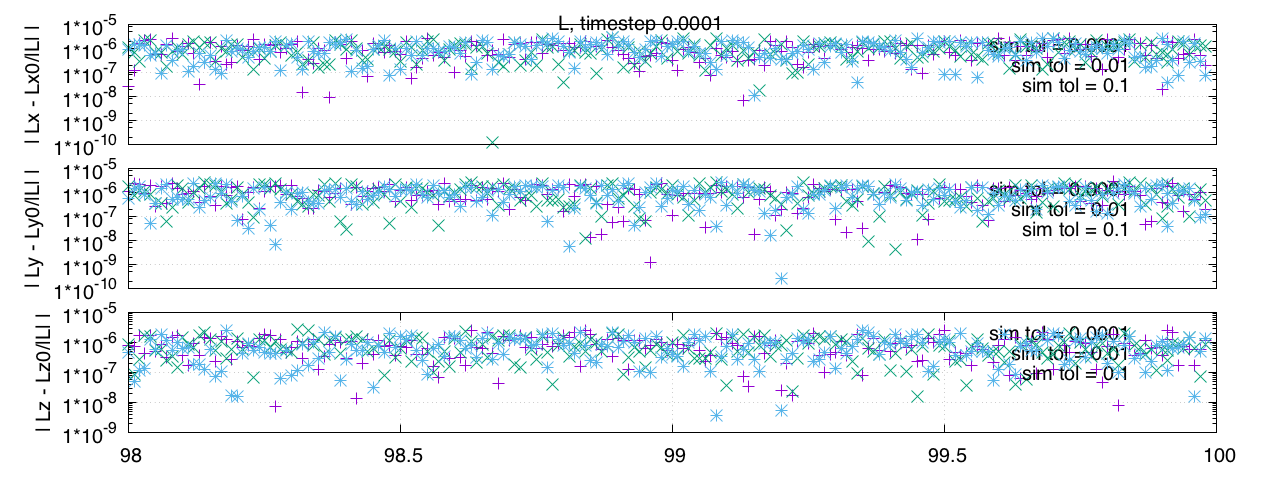 L, timestep 0.0001
| Lx - Lx0/|L| |
1*10-5
1*10-6
1*10-7
1*10-8
1*10-9
1*10-10
sim tol = 0.0001
sim tol = 0.01
sim tol = 0.1
| Ly - Ly0/|L| |
1*10-5
1*10-6
1*10-7
1*10-8
1*10-9
1*10-10
sim tol = 0.0001
sim tol = 0.01
sim tol = 0.1
| Lz - Lz0/|L| |
1*10-5
1*10-6
1*10-7
1*10-8
1*10-9
sim tol = 0.0001
sim tol = 0.01
sim tol = 0.1
98 98.5 99 99.5 100